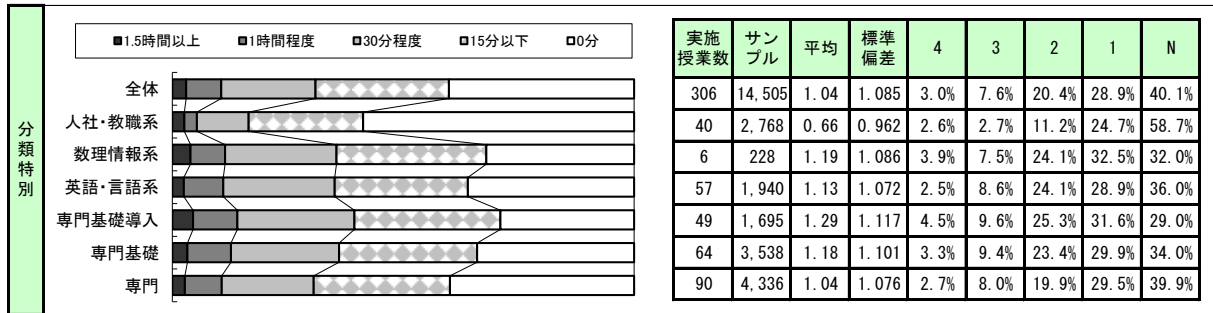 ■1.5時間以上 ■1時間程度 □30分程度 □15分以下 □0分
分類特別
全体
人社・教職系
数理情報系
英語・言語系
専門基礎導入
専門基礎
専門
実施授業数 サンプル 平均 標準偏差 4 3 2 1 N
306 14,505 1.04 1.085 3.0% 7.6% 20.4% 28.9% 40.1%
40 2,768 0.66 0.962 2.6% 2.7% 11.2% 24.7% 58.7%
6 228 1.19 1.086 3.9% 7.5% 24.1% 32.5% 32.0%
57 1,940 1.13 1.072 2.5% 8.6% 24.1% 28.9% 36.0%
49 1,695 1.29 1.117 4.5% 9.6% 25.3% 31.6% 29.0%
64 3,538 1.18 1.101 3.3% 9.4% 23.4% 29.9% 34.0%
90 4,336 1.04 1.076 2.7% 8.0% 19.9% 29.5% 39.9%